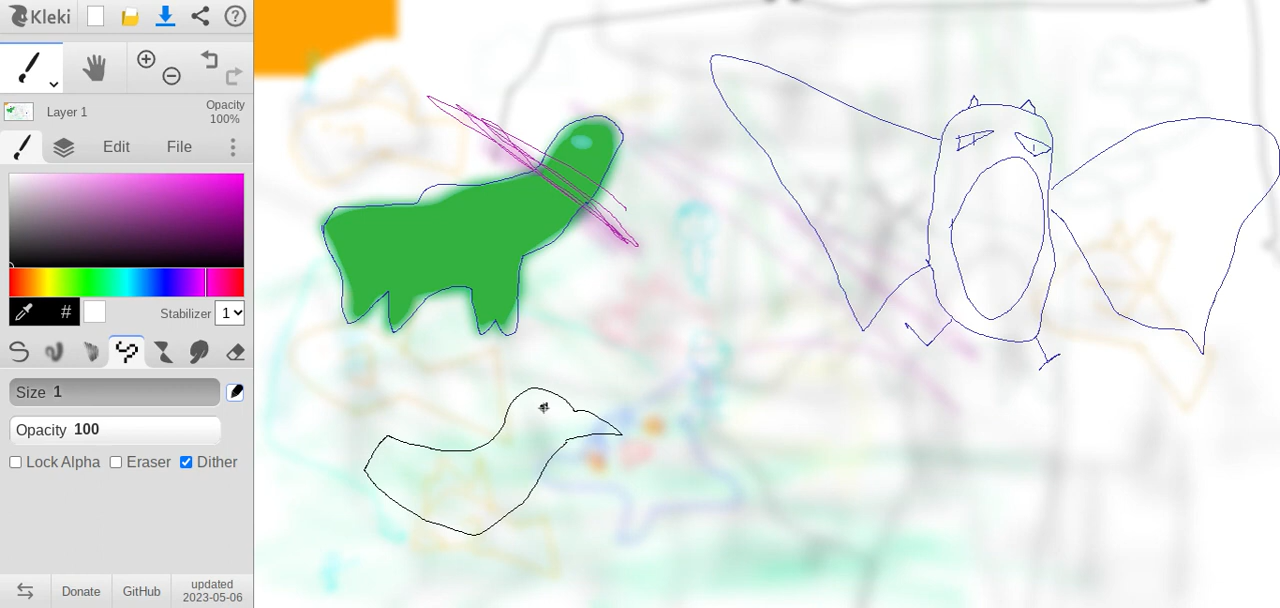 Kleki
Layer 1
Opacity
100%
Edit
File
#
Stabilizer
1
Size 1
Opacity 100
Lock Alpha
Eraser
Dither
Donate
GitHub
updated
2023-05-06